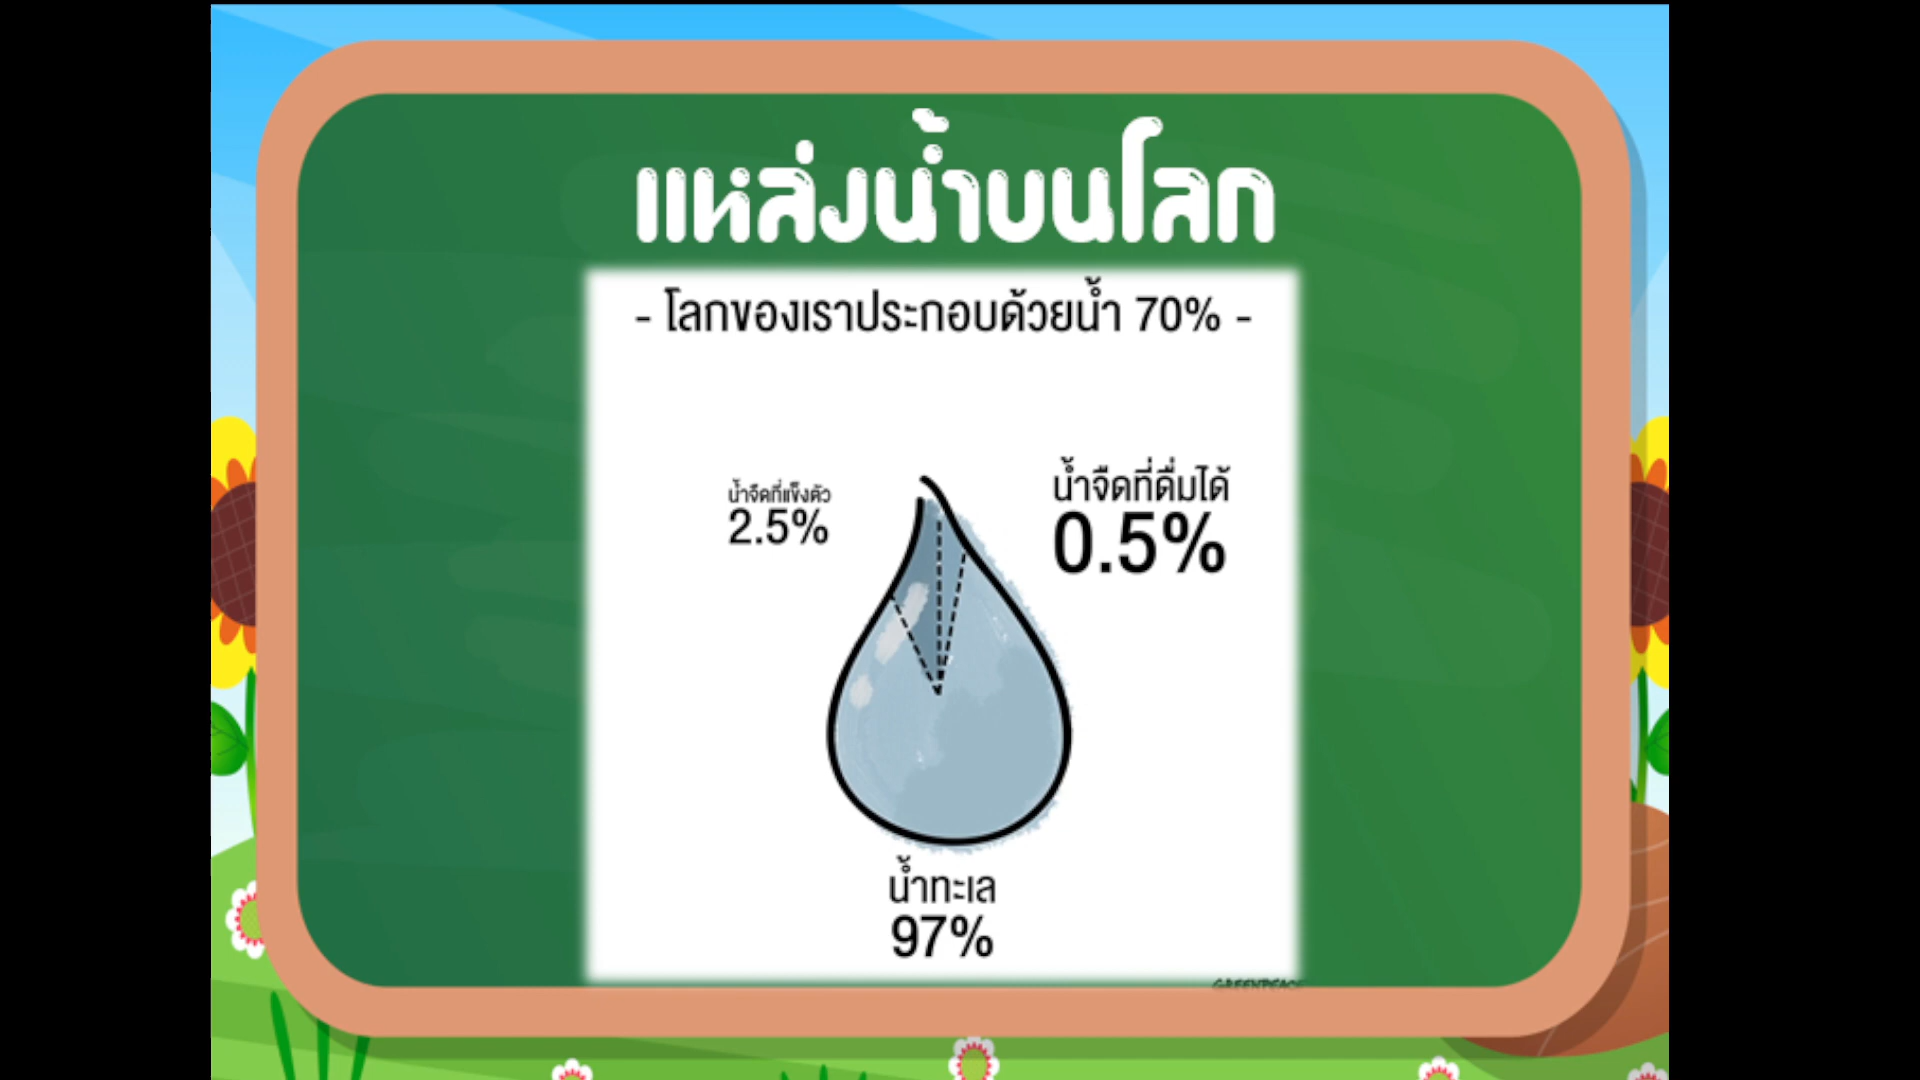 แหล่งน้ำบนโลก
- โลกของเราประกอบด้วยน้ำ 70% -
น้ำจืดที่แข็งตัว
2.5%
น้ำจืดที่ดื่มได้
0.5%
น้ำทะเล
97%
GREENPEACE